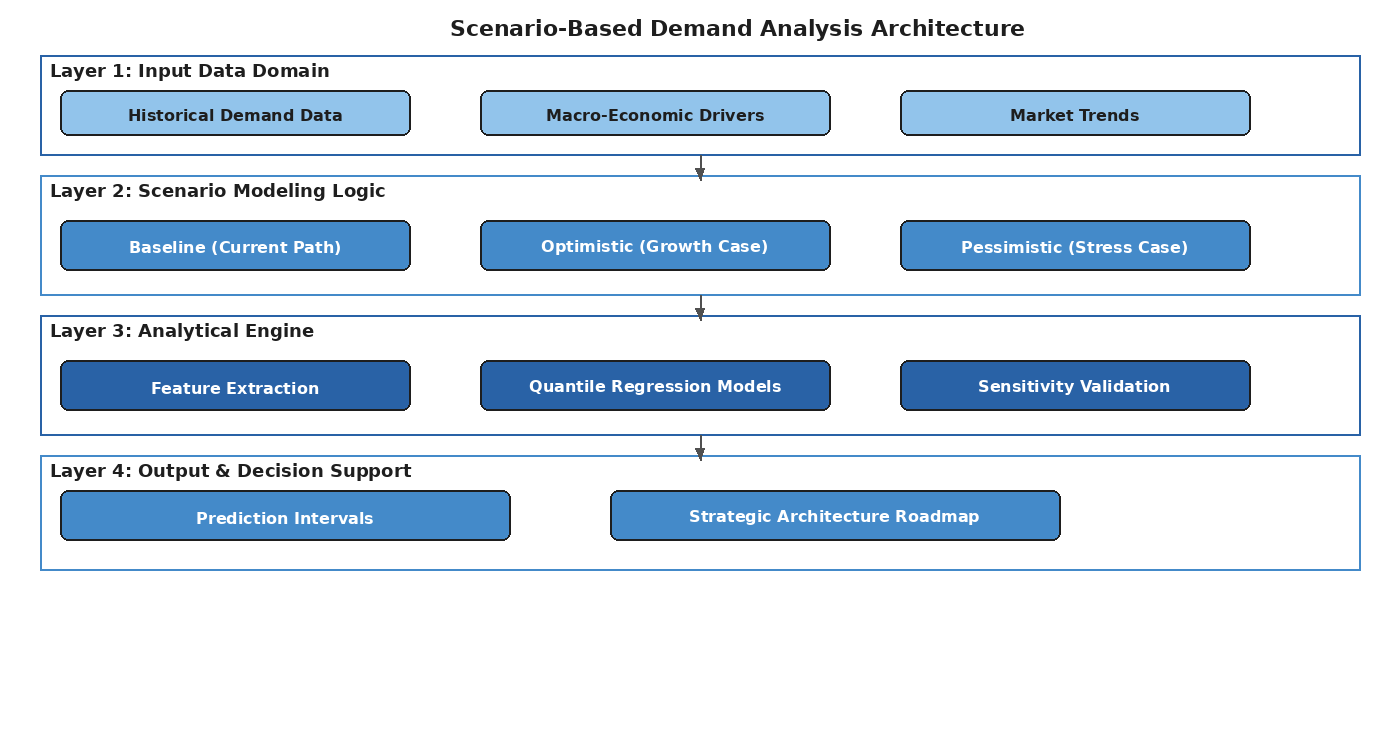 Scenario-Based Demand Analysis Architecture
Layer 1: Input Data Domain
Historical Demand Data
Macro-Economic Drivers
Market Trends
Layer 2: Scenario Modeling Logic
Baseline (Current Path)
Optimistic (Growth Case)
Pessimistic (Stress Case)
Layer 3: Analytical Engine
Feature Extraction
Quantile Regression Models
Sensitivity Validation
Layer 4: Output & Decision Support
Prediction Intervals
Strategic Architecture Roadmap